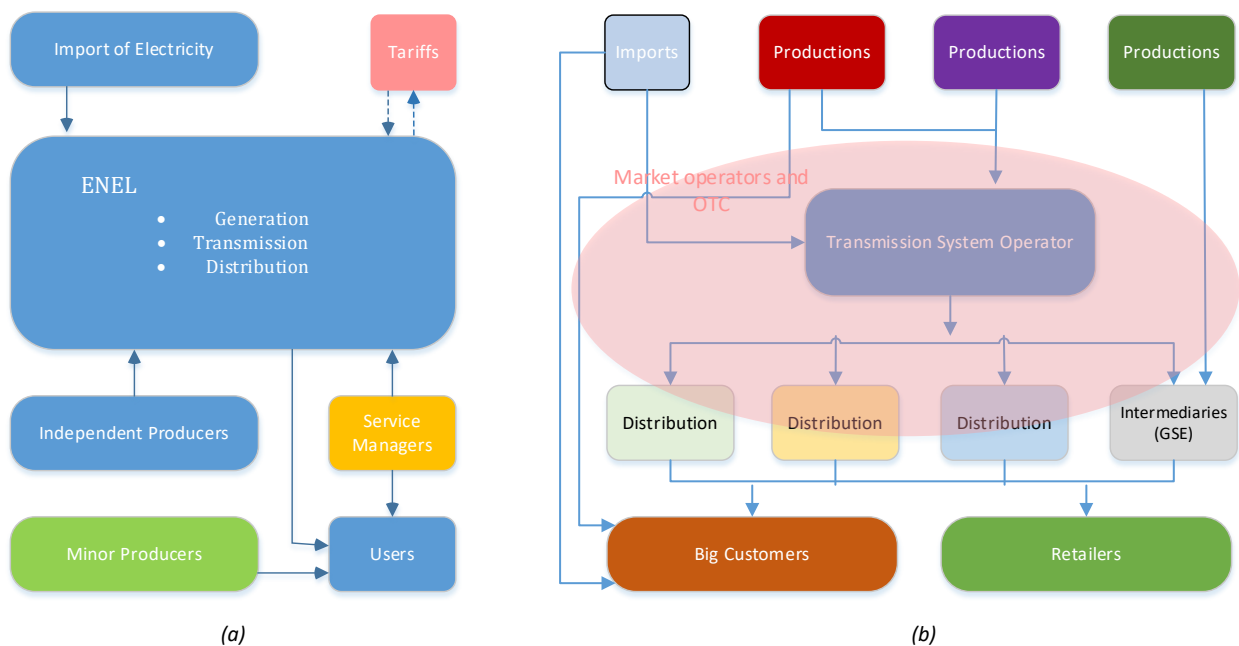 Import of Electricity
Tariffs
ENEL
• Generation
• Transmission
• Distribution
Independent Producers
Service
Managers
Minor Producers
Users
(a)
Imports
Productions
Productions
Productions
Market operators and
OTC
Transmission System Operator
Distribution
Distribution
Distribution
Intermediaries
(GSE)
Big Customers
Retailers
(b)